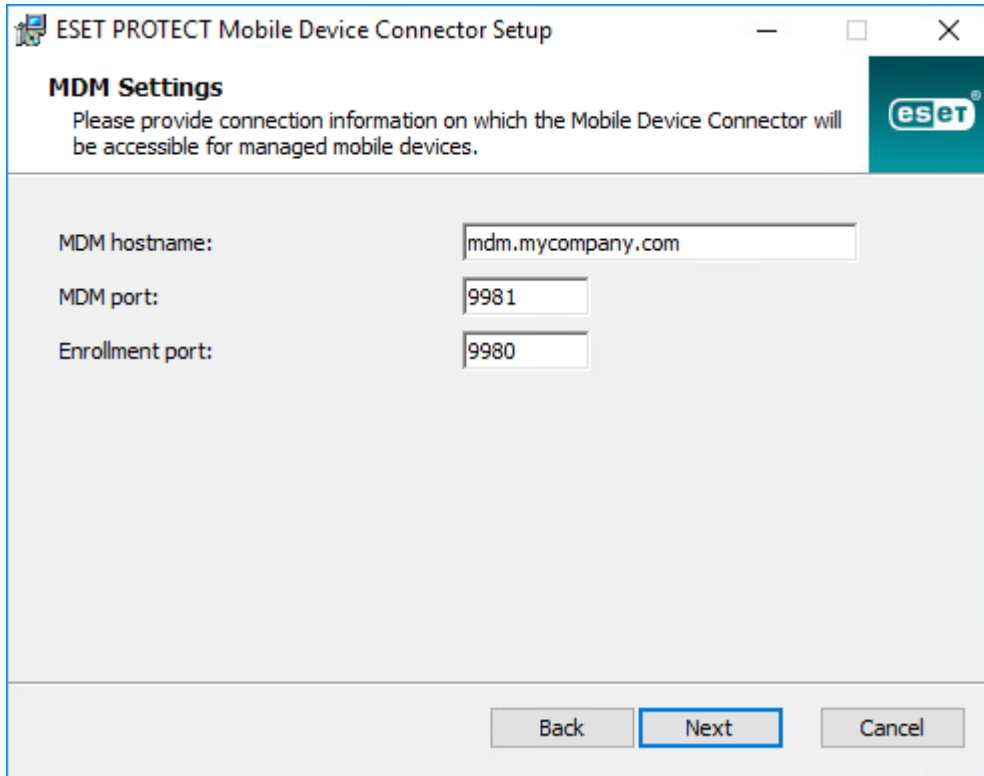 ESET PROTECT Mobile Device Connector Setup
MDM Settings
Please provide connection information on which the Mobile Device Connector will
be accessible for managed mobile devices.
eset®
MDM hostname: mdm.mycompany.com
MDM port: 9981
Enrollment port: 9980
Back Next Cancel